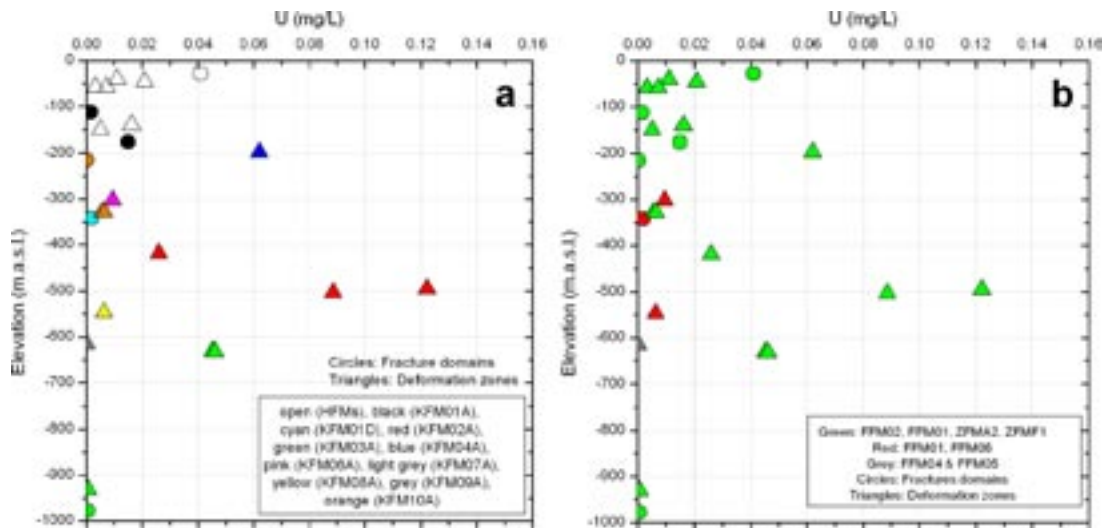 U (mg/L)
0.00 0.02 0.04 0.06 0.08 0.10 0.12 0.14 0.16
a
0
-100
-200
-300
-400
-500
-600
-700
-800
-900
-1000
Elevation (m.a.s.l.)
Circles: Fracture domains
Triangles: Deformation zones
open (HFMs), black (KFM01A),
cyan (KFM01D), red (KFM02A),
green (KFM03A), blue (KFM04A),
pink (KFM06A), light grey (KFM07A),
yellow (KFM08A), grey (KFM09A),
orange (KFM10A)
U (mg/L)
0.00 0.02 0.04 0.06 0.08 0.10 0.12 0.14 0.16
b
0
-100
-200
-300
-400
-500
-600
-700
-800
-900
-1000
Elevation (m.a.s.l.)
Green: FFM02, FFM01, ZFMA2, ZFMF1
Red: FFM01, FFM06
Grey: FFM04 & FFM05
Circles: Fractures domains
Triangles: Deformation zones